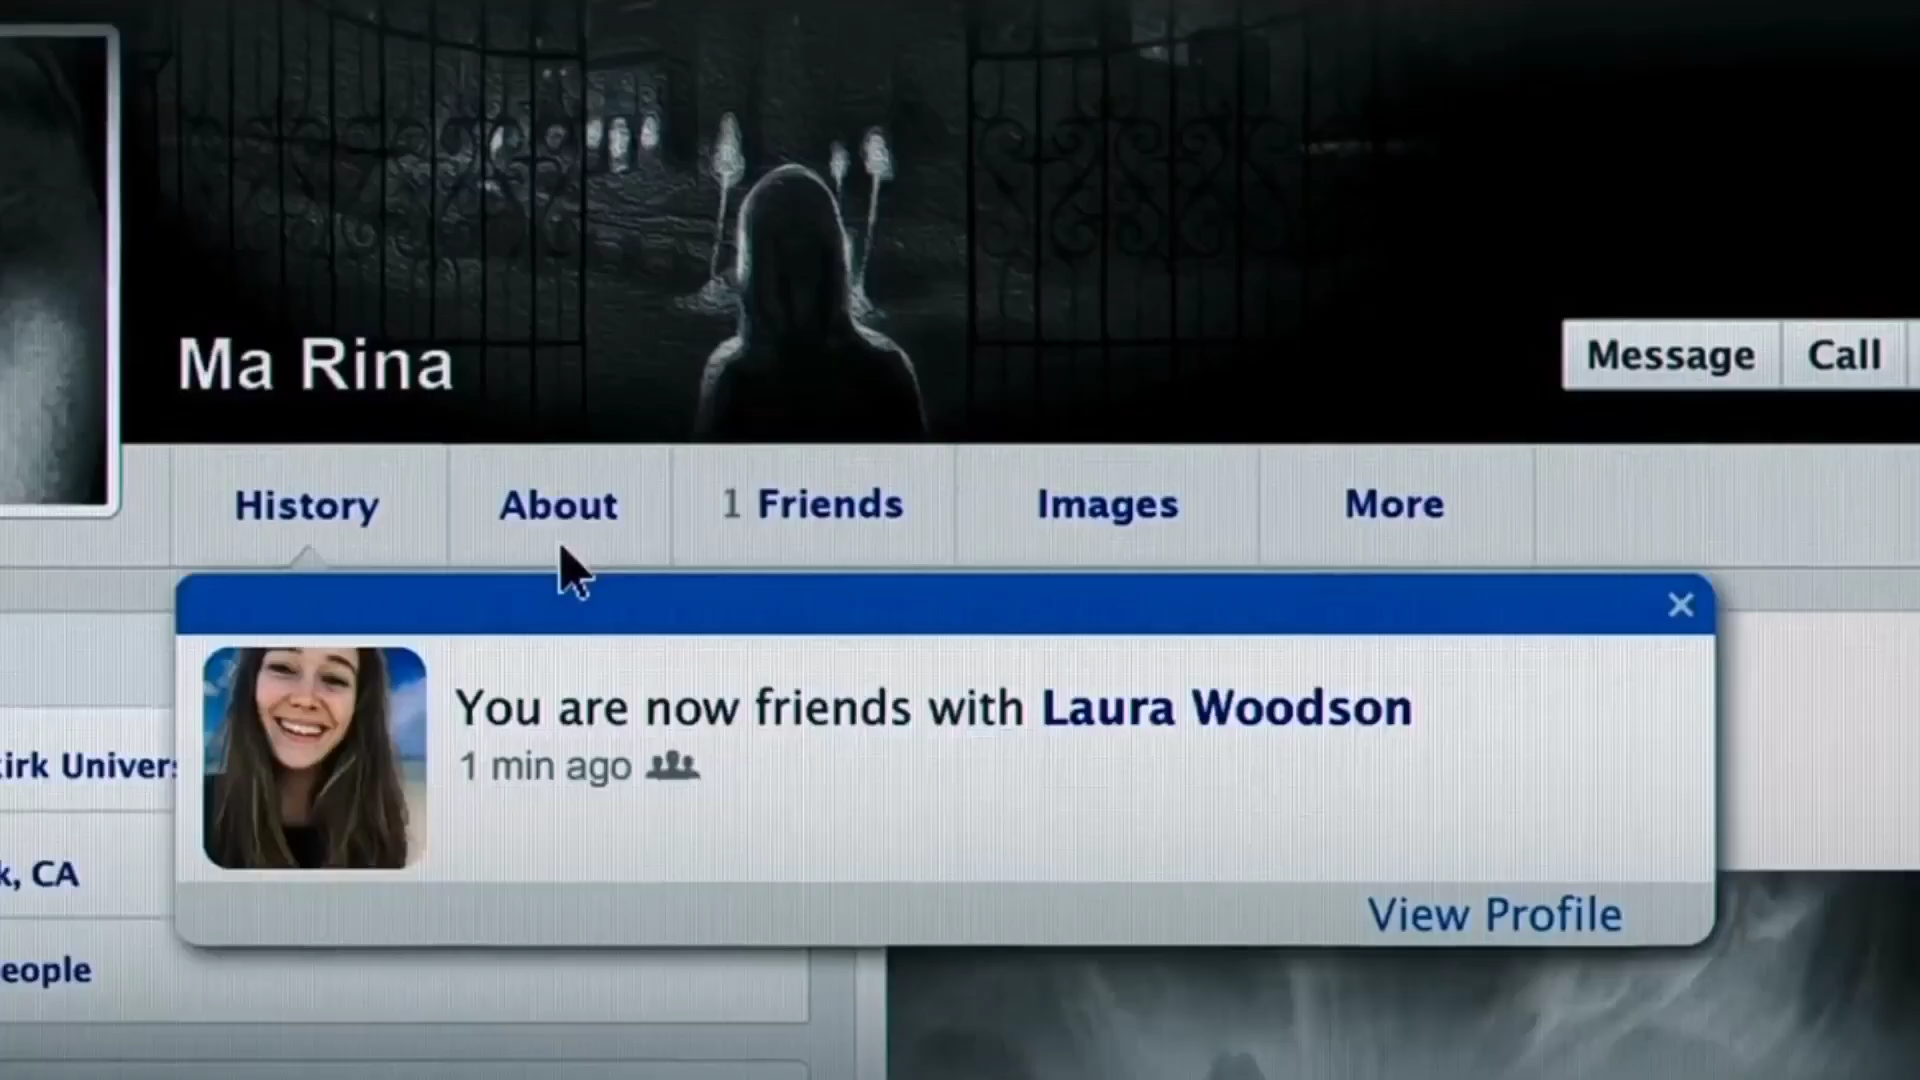 Ma Rina
Message Call
History About 1 Friends Images More
You are now friends with Laura Woodson
1 min ago
View Profile
CA